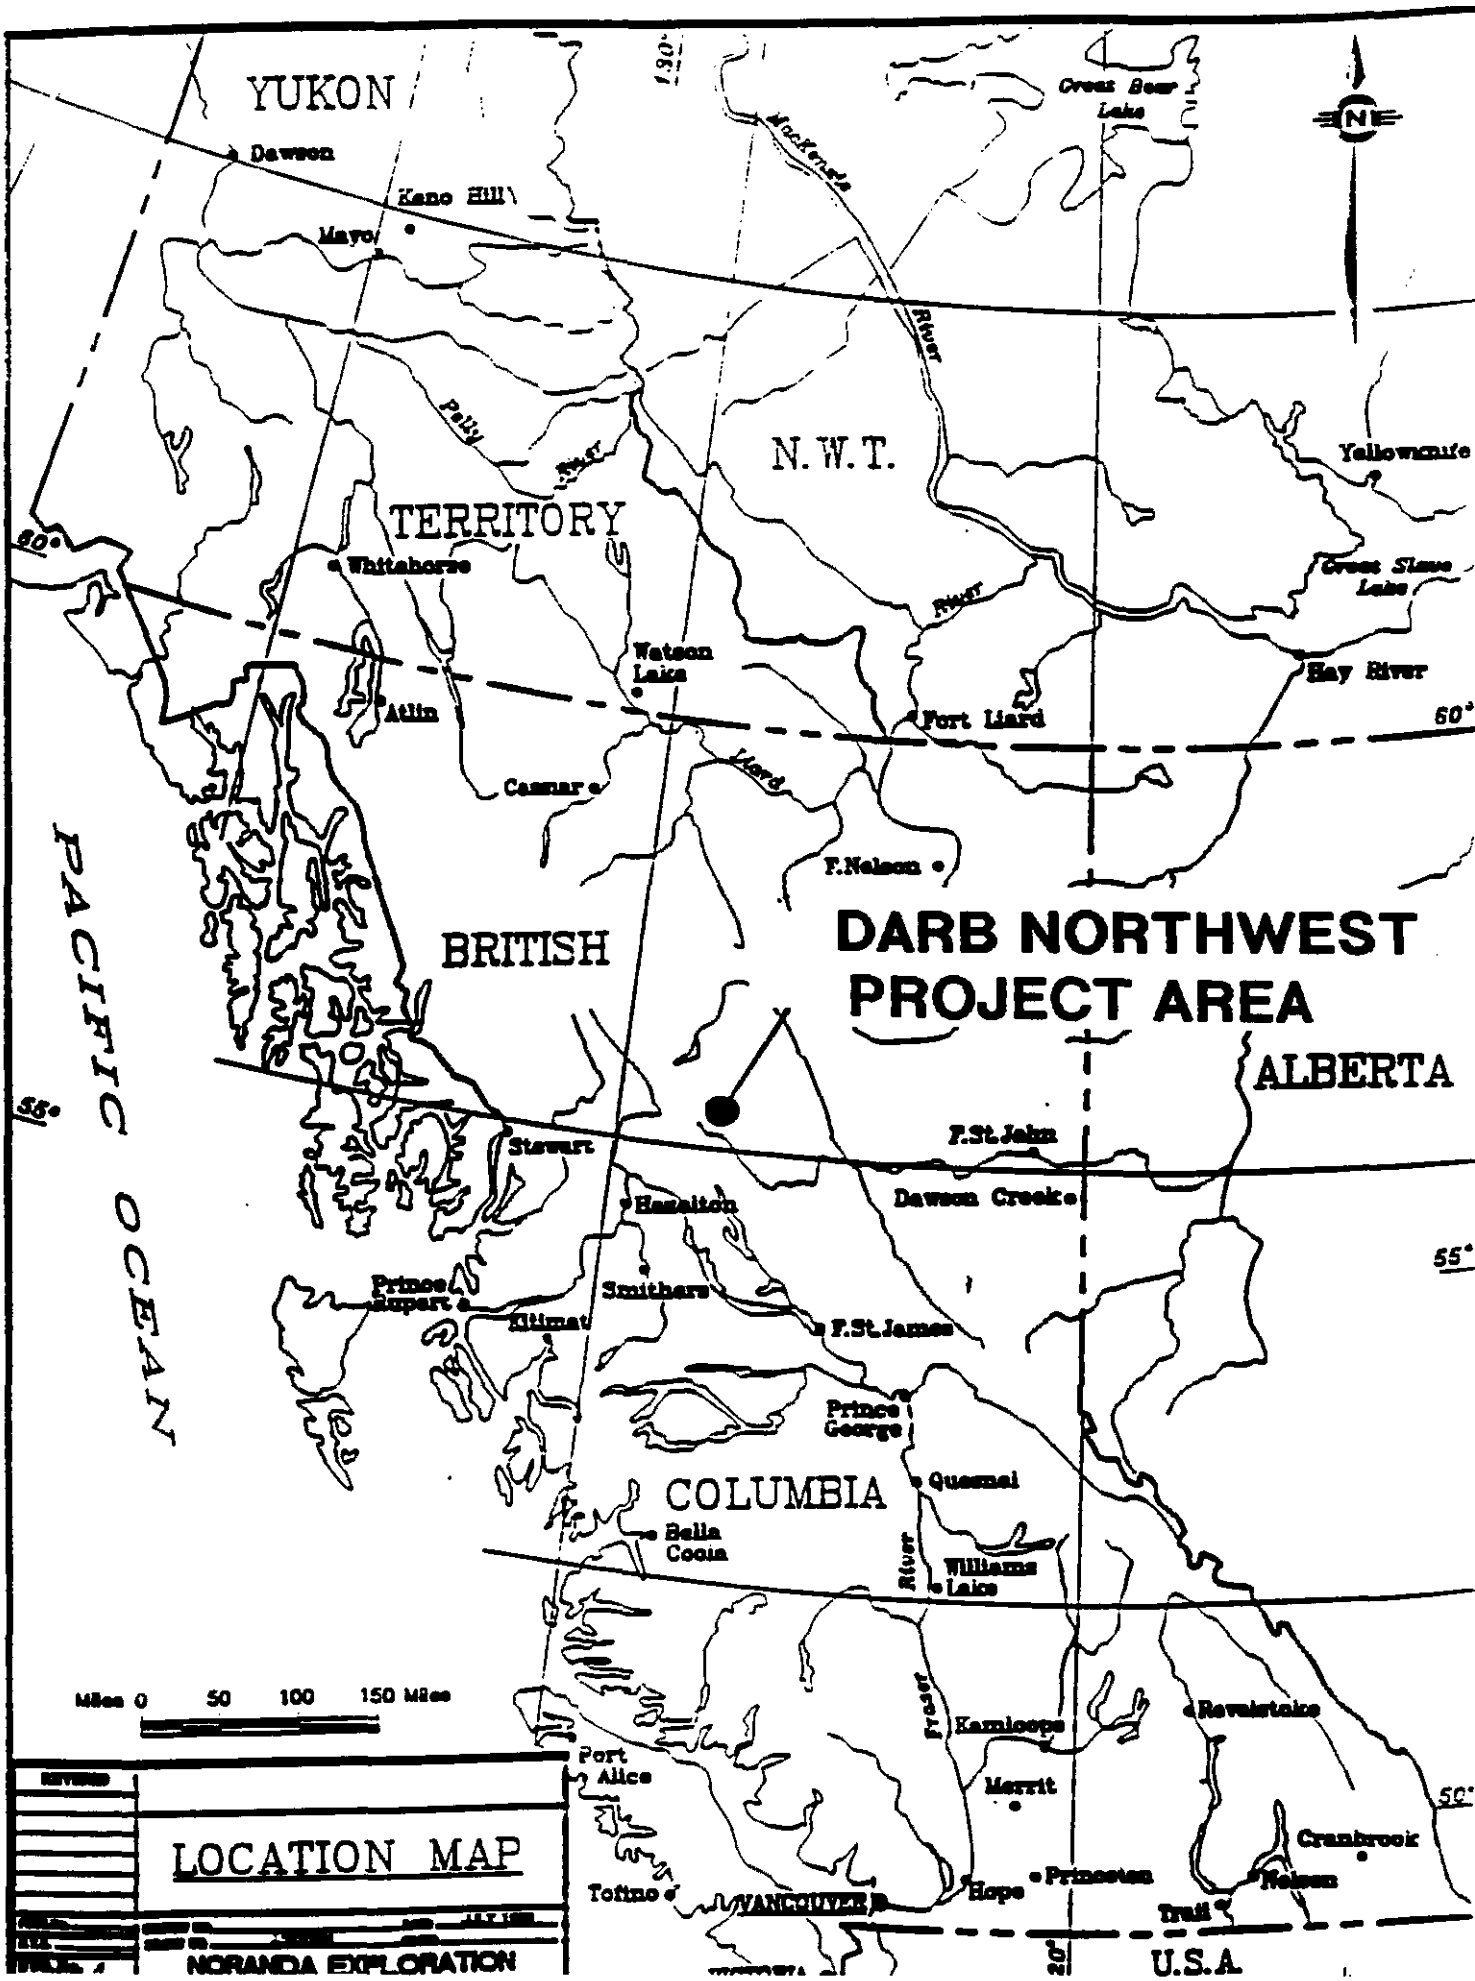 YUKON
130°
Great Bear
Lake
N
MacKenzie
Dawson
Keno Hill
Mayo
River
Pelly
River
N.W.T.
Yellowknife
TERRITORY
60°
Whitehorse
Great Slave
Lake
River
Watson
Lake
Hay River
Atlin
Fort Liard
60°
Liard
Cassiar
F.Nelson
PACIFIC OCEAN
BRITISH
DARB NORTHWEST
PROJECT AREA
ALBERTA
55°
Stewart
F.St.John
Dawson Creek
Hazelton
55°
Smithers
Prince
Rupert
Kitimat
F.St.James
Prince
George
COLUMBIA
Quesnel
Bella
Coola
River
Williams
Lake
Miles 0 50 100 150 Miles
Fraser
Revelstoke
Kamloops
Port
Alice
Merrit
50°
REVISED
LOCATION MAP
Cranbrook
Tofino
VANCOUVER
Hope
Princeton
Nelson
Trail
20°
U.S.A.
NORANDA EXPLORATION